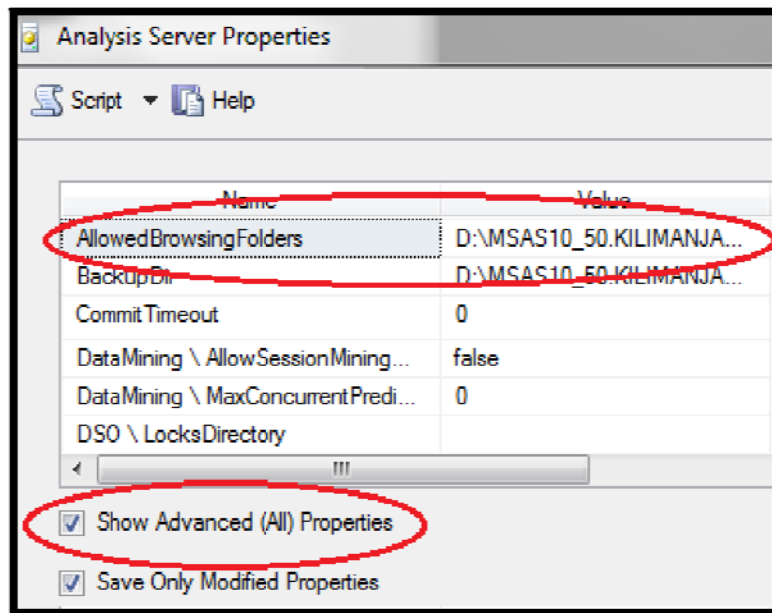 Analysis Server Properties
Script Help
Name Value
AllowedBrowsingFolders D:\MSAS10_50.KILIMANJA...
BackupDir D:\MSAS10_50.KILIMANJA...
CommitTimeout 0
DataMining \ AllowSessionMining... false
DataMining \ MaxConcurrentPredi... 0
DSO \ LocksDirectory
Show Advanced (All) Properties
Save Only Modified Properties